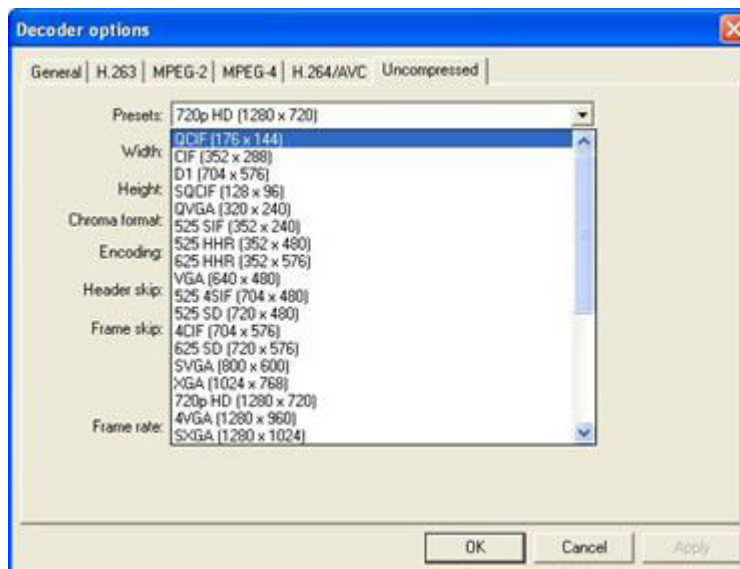 Decoder options
General H.263 MPEG-2 MPEG-4 H.264/AVC Uncompressed
Presets: 720p HD (1280 x 720)
QCIF (176 x 144)
Width:
CIF (352 x 288)
D1 (704 x 576)
Height:
SQCIF (128 x 96)
QVGA (320 x 240)
Chroma format:
525 SIF (352 x 240)
525 HHR (352 x 480)
Encoding:
625 HHR (352 x 576)
VGA (640 x 480)
Header skip:
525 4SIF (704 x 480)
525 SD (720 x 480)
Frame skip:
4CIF (704 x 576)
625 SD (720 x 576)
SVGA (800 x 600)
XGA (1024 x 768)
720p HD (1280 x 720)
4VGA (1280 x 960)
Frame rate:
SXGA (1280 x 1024)
OK Cancel Apply